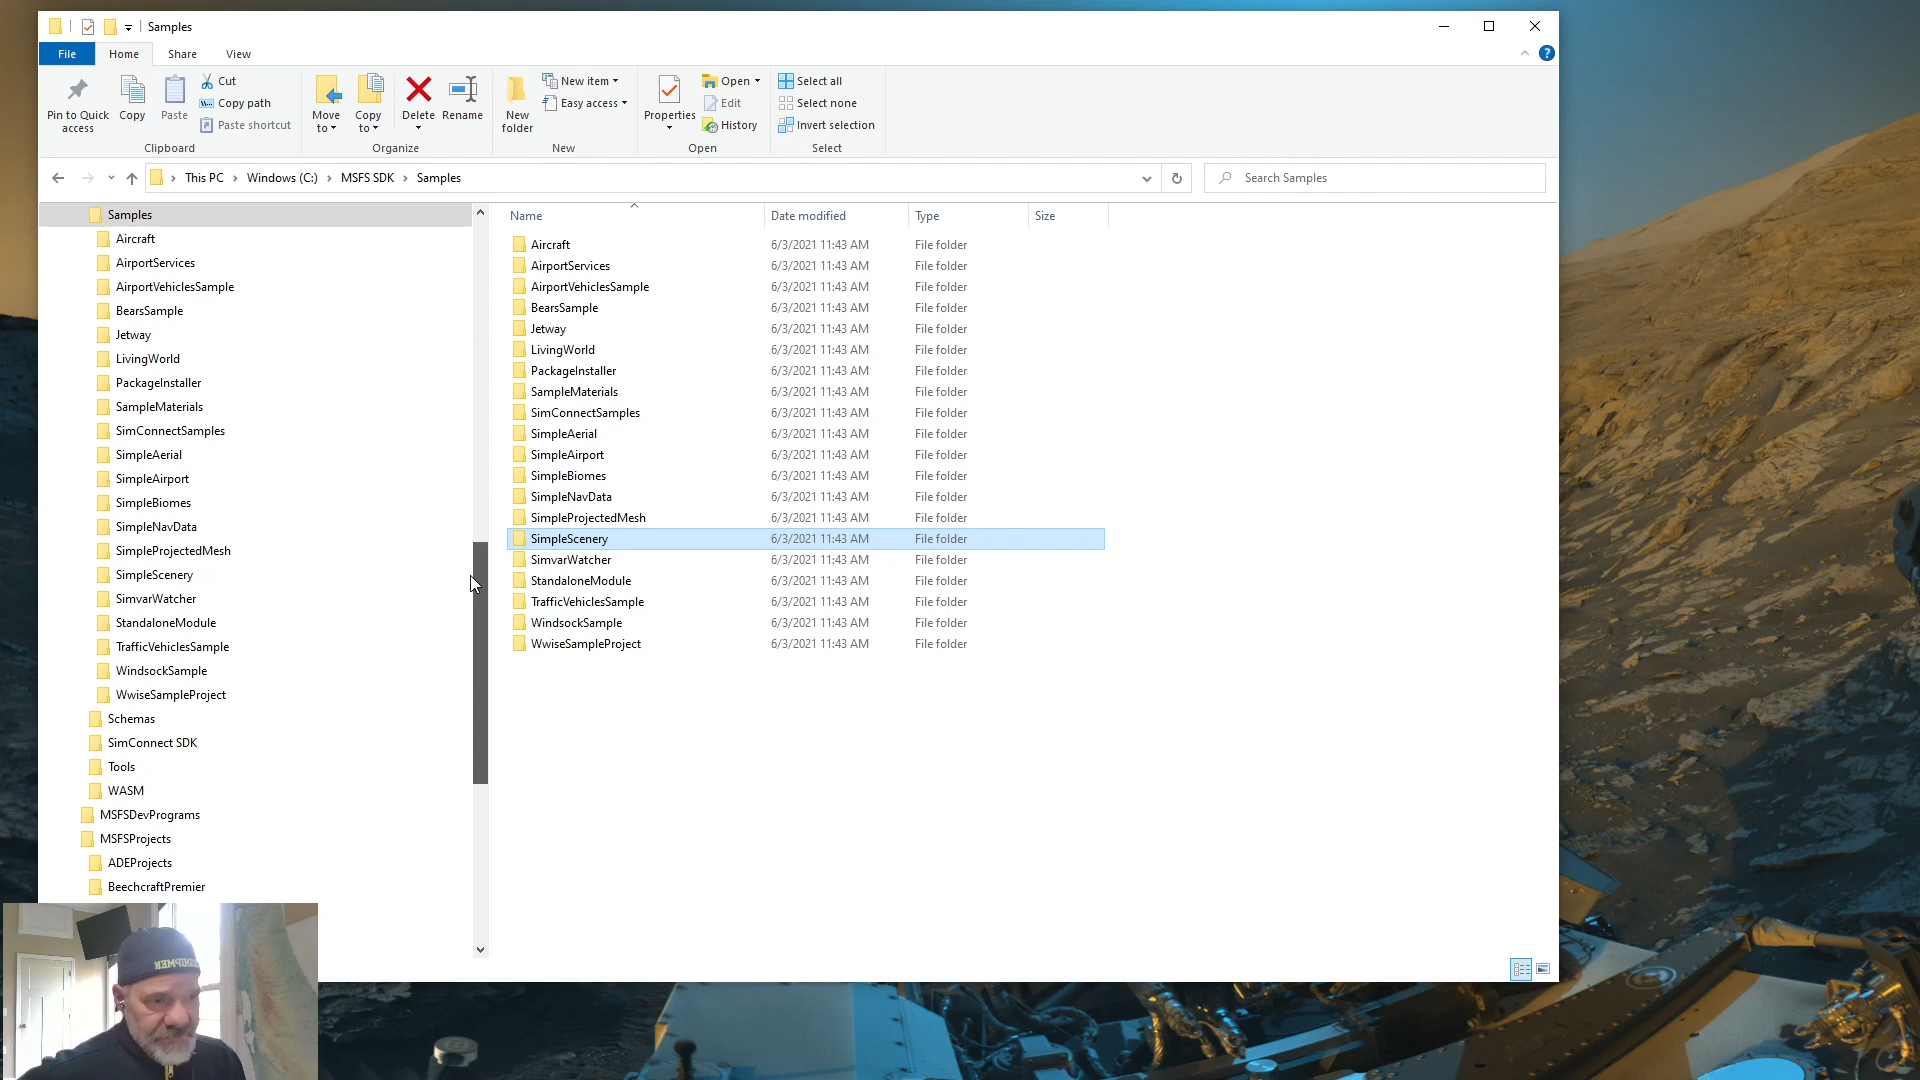 Samples
File Home Share View
Pin to Quick access
Copy
Paste
Cut
Copy path
Paste shortcut
Clipboard
Move to
Copy to
Delete
Rename
Organize
New folder
New item
Easy access
New
Properties
Open
Edit
History
Open
Select all
Select none
Invert selection
Select
This PC > Windows (C:) > MSFS SDK > Samples
Search Samples
Samples
Aircraft
AirportServices
AirportVehiclesSample
BearsSample
Jetway
LivingWorld
PackageInstaller
SampleMaterials
SimConnectSamples
SimpleAerial
SimpleAirport
SimpleBiomes
SimpleNavData
SimpleProjectedMesh
SimpleScenery
SimvarWatcher
StandaloneModule
TrafficVehiclesSample
WindsockSample
WwiseSampleProject
Schemas
SimConnect SDK
Tools
WASM
MSFSDevPrograms
MSFSProjects
ADEProjects
BeechcraftPremier
Name Date modified Type Size
Aircraft 6/3/2021 11:43 AM File folder
AirportServices 6/3/2021 11:43 AM File folder
AirportVehiclesSample 6/3/2021 11:43 AM File folder
BearsSample 6/3/2021 11:43 AM File folder
Jetway 6/3/2021 11:43 AM File folder
LivingWorld 6/3/2021 11:43 AM File folder
PackageInstaller 6/3/2021 11:43 AM File folder
SampleMaterials 6/3/2021 11:43 AM File folder
SimConnectSamples 6/3/2021 11:43 AM File folder
SimpleAerial 6/3/2021 11:43 AM File folder
SimpleAirport 6/3/2021 11:43 AM File folder
SimpleBiomes 6/3/2021 11:43 AM File folder
SimpleNavData 6/3/2021 11:43 AM File folder
SimpleProjectedMesh 6/3/2021 11:43 AM File folder
SimpleScenery 6/3/2021 11:43 AM File folder
SimvarWatcher 6/3/2021 11:43 AM File folder
StandaloneModule 6/3/2021 11:43 AM File folder
TrafficVehiclesSample 6/3/2021 11:43 AM File folder
WindsockSample 6/3/2021 11:43 AM File folder
WwiseSampleProject 6/3/2021 11:43 AM File folder